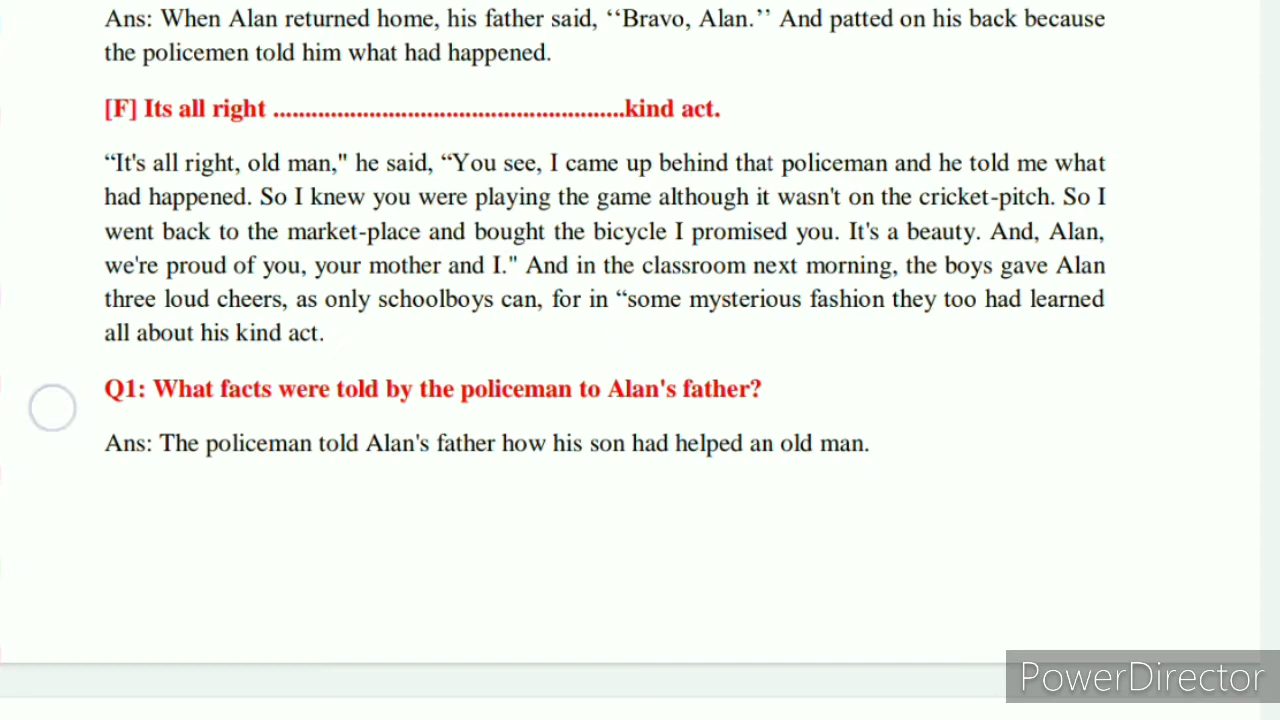 Ans: When Alan returned home, his father said, ‘‘Bravo, Alan.’’ And patted on his back because
the policemen told him what had happened.
[F] Its all right ........................................................kind act.
“It's all right, old man," he said, “You see, I came up behind that policeman and he told me what
had happened. So I knew you were playing the game although it wasn't on the cricket-pitch. So I
went back to the market-place and bought the bicycle I promised you. It's a beauty. And, Alan,
we're proud of you, your mother and I." And in the classroom next morning, the boys gave Alan
three loud cheers, as only schoolboys can, for in “some mysterious fashion they too had learned
all about his kind act.
Q1: What facts were told by the policeman to Alan's father?
Ans: The policeman told Alan's father how his son had helped an old man.
PowerDirector